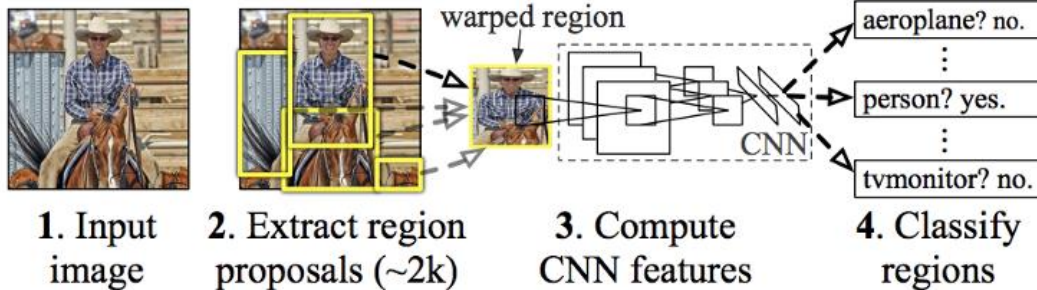 warped region
aeroplane? no.
⋮
person? yes.
⋮
tvmonitor? no.
CNN
1. Input
image
2. Extract region
proposals (~2k)
3. Compute
CNN features
4. Classify
regions